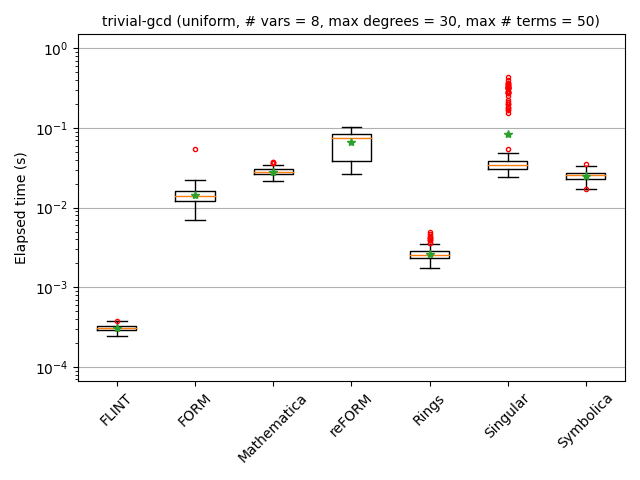 trivial-gcd (uniform, # vars = 8, max degrees = 30, max # terms = 50)
Elapsed time (s)
10⁰
10⁻¹
10⁻²
10⁻³
10⁻⁴
FLINT
FORM
Mathematica
reFORM
Rings
Singular
Symbolica